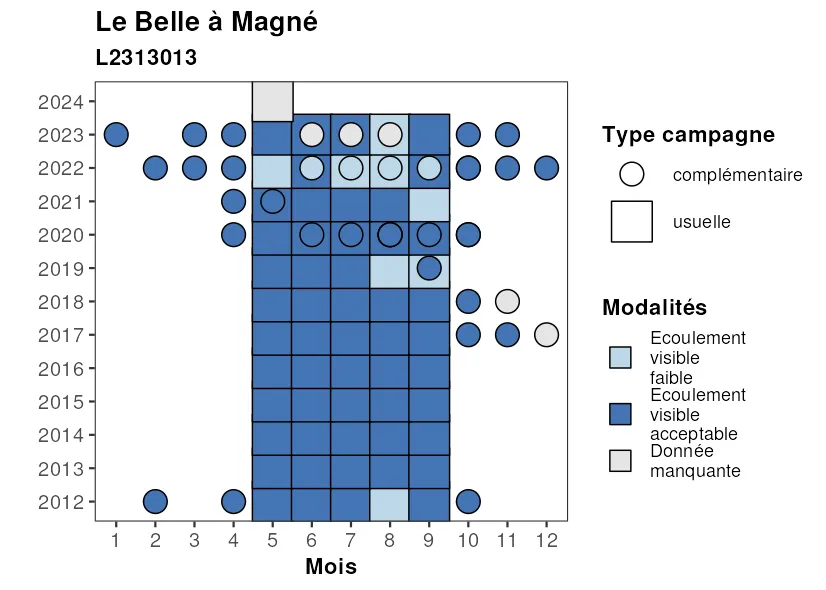 Le Belle à Magné
L2313013
2024
2023
2022
2021
2020
2019
2018
2017
2016
2015
2014
2013
2012
1 2 3 4 5 6 7 8 9 10 11 12
Mois
Type campagne
complémentaire
usuelle
Modalités
Ecoulement
visible
faible
Ecoulement
visible
acceptable
Donnée
manquante